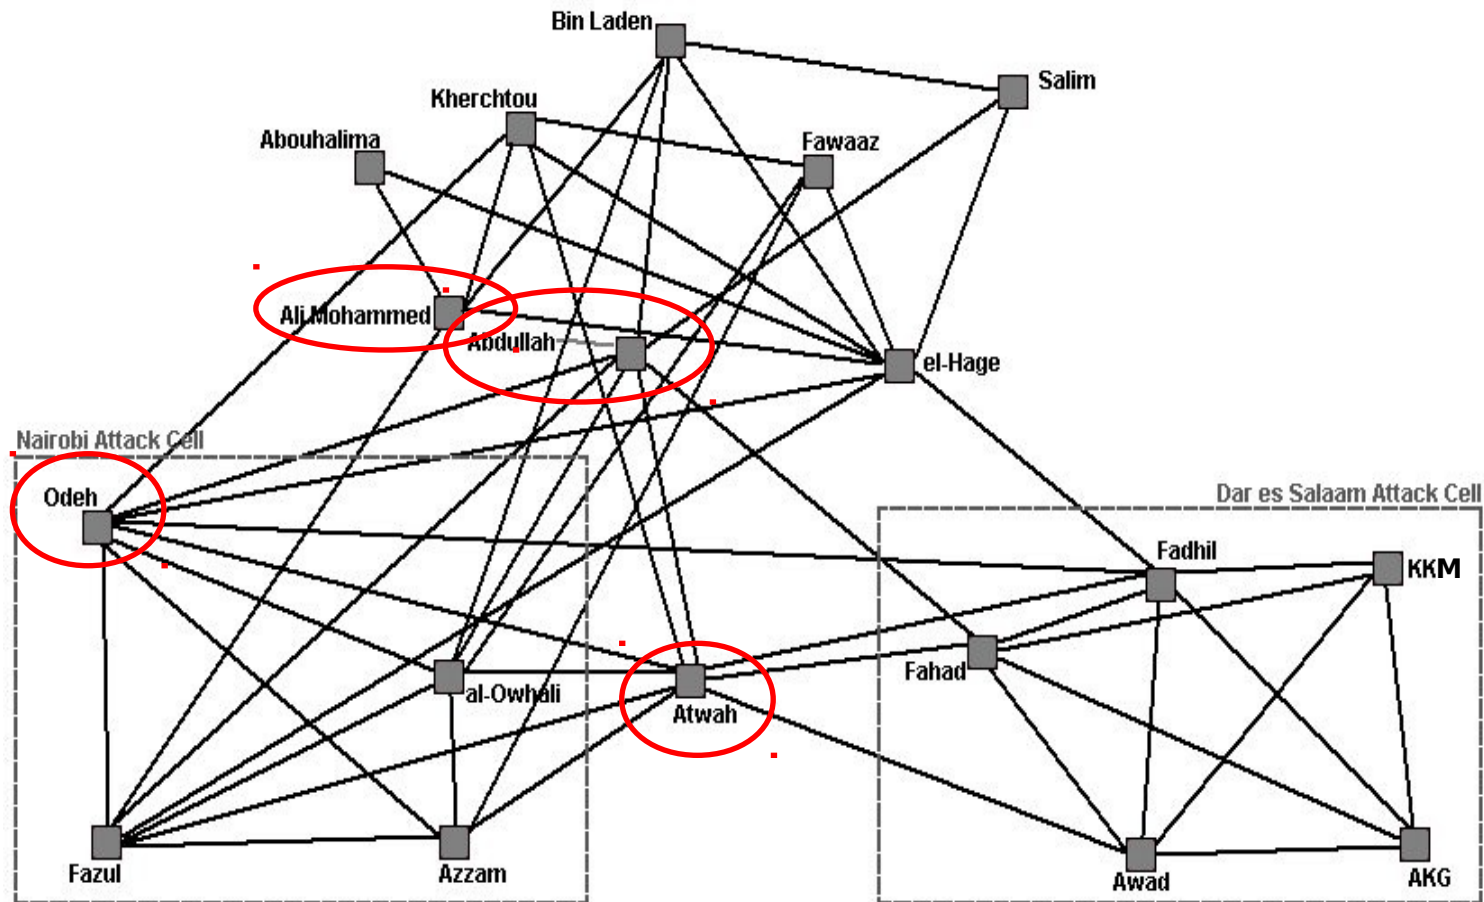 Bin Laden
Salim
Kherchtou
Abouhalima
Fawaaz
Ali Mohammed
Abdullah
el-Hage
Nairobi Attack Cell
Odeh
Dar es Salaam Attack Cell
Fadhil
KKM
Fahad
al-Owhali
Atwah
Fazul
Azzam
Awad
AKG